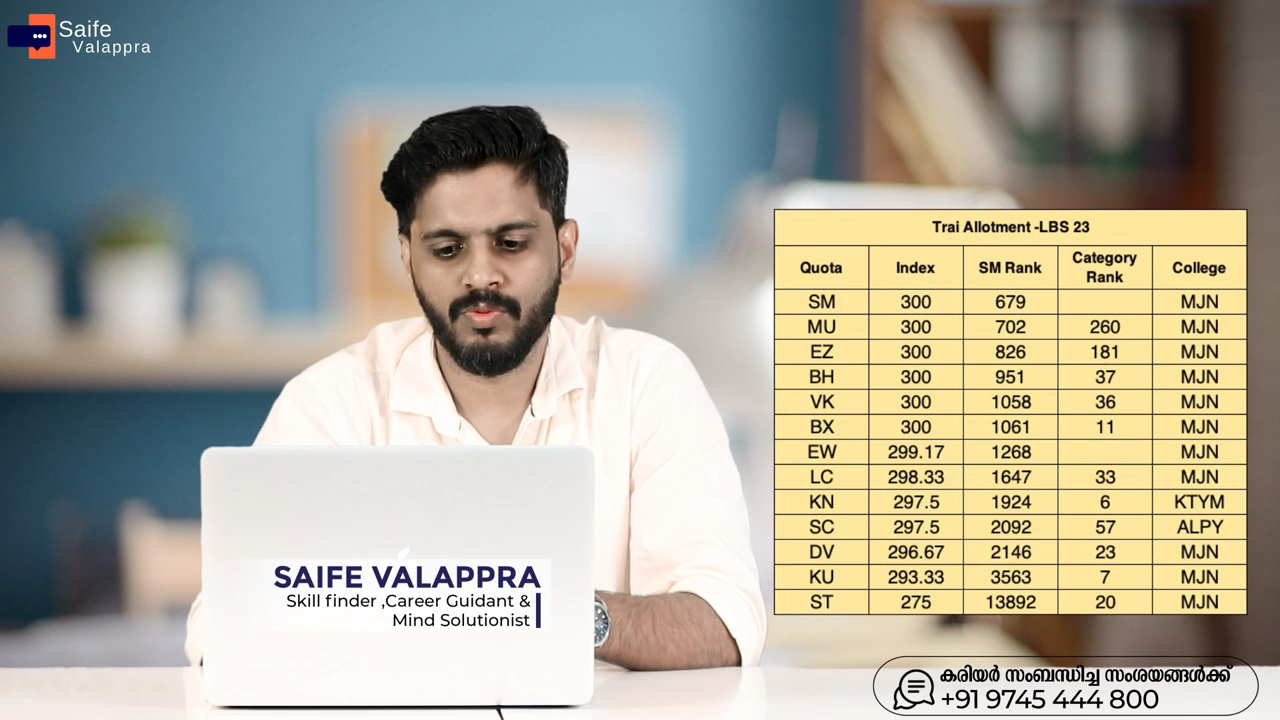 Saife
Valappra
Trai Allotment -LBS 23
Quota Index SM Rank Category Rank College
SM 300 679 MJN
MU 300 702 260 MJN
EZ 300 826 181 MJN
BH 300 951 37 MJN
VK 300 1058 36 MJN
BX 300 1061 11 MJN
EW 299.17 1268 MJN
LC 298.33 1647 33 MJN
KN 297.5 1924 6 KTYM
SC 297.5 2092 57 ALPY
DV 296.67 2146 23 MJN
KU 293.33 3563 7 MJN
ST 275 13892 20 MJN
SAIFE VALAPPRA
Skill finder ,Career Guidant &
Mind Solutionist
കരിയർ സംബന്ധിച്ച സംശയങ്ങൾക്ക്
+91 9745 444 800